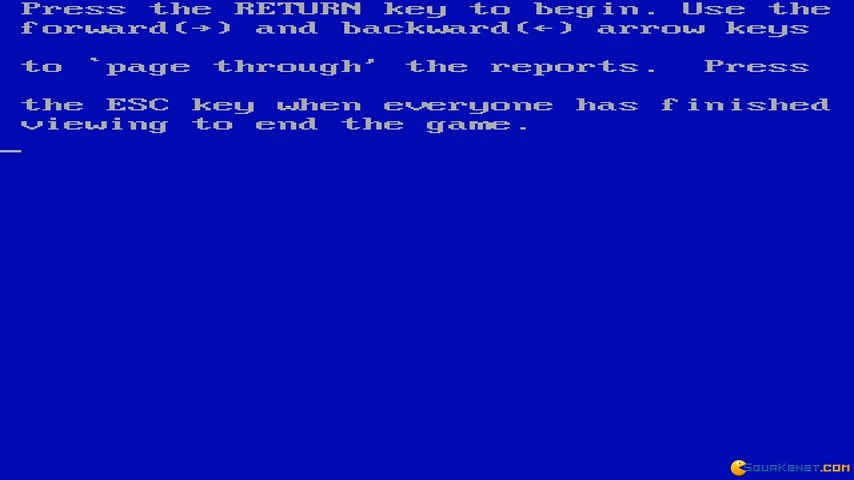 Press the RETURN key to begin. Use the
forward(→) and backward(←) arrow keys
to `page through' the reports.  Press
the ESC key when everyone has finished
viewing to end the game.
SquaKenet.com